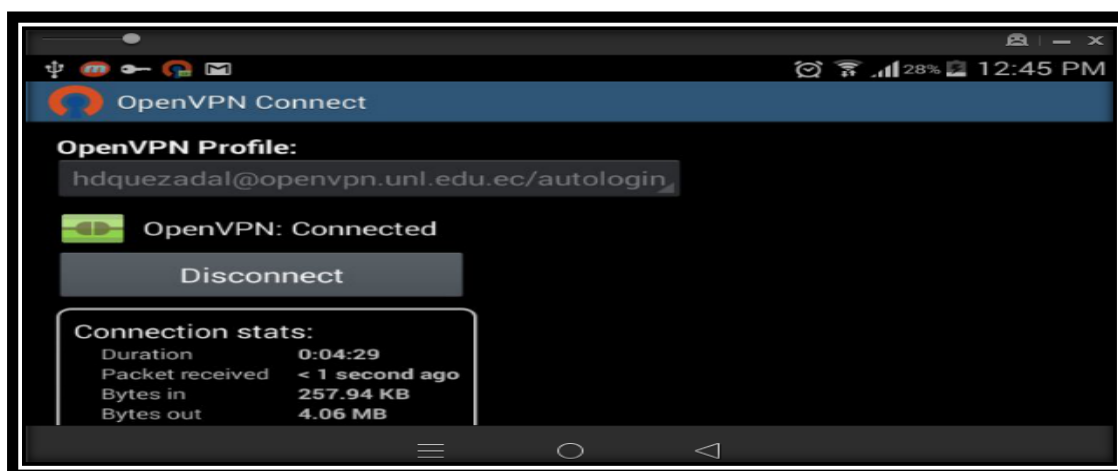 28% 12:45 PM
OpenVPN Connect
OpenVPN Profile:
hdquezadal@openvpn.unl.edu.ec/autologin
OpenVPN: Connected
Disconnect
Connection stats:
Duration 0:04:29
Packet received < 1 second ago
Bytes in 257.94 KB
Bytes out 4.06 MB